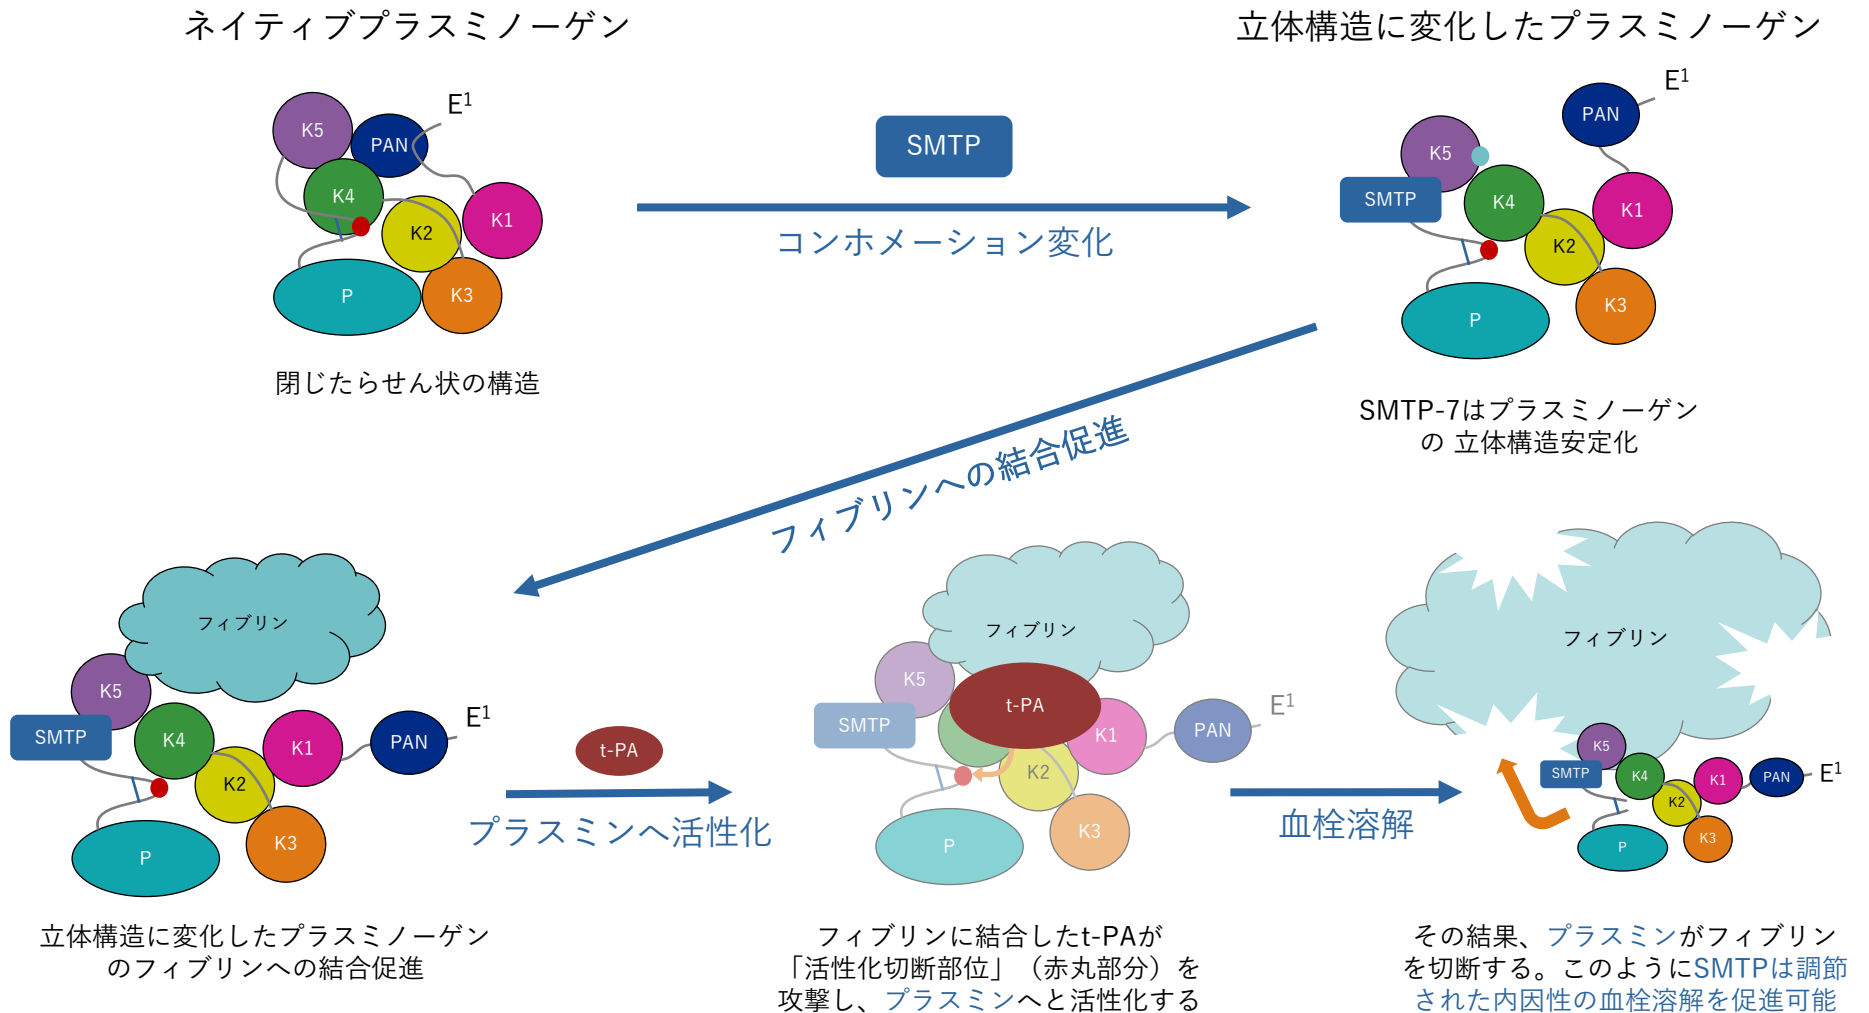 ネイティブプラスミノーゲン
立体構造に変化したプラスミノーゲン
E1
K5
PAN
K4
K1
K2
P
K3
閉じたらせん状の構造
SMTP
コンホメーション変化
E1
PAN
K5
SMTP
K4
K1
K2
K3
P
SMTP-7はプラスミノーゲン
の 立体構造安定化
フィブリンへの結合促進
フィブリン
K5
SMTP
K4
K1
PAN
E1
K2
K3
P
立体構造に変化したプラスミノーゲン
のフィブリンへの結合促進
t-PA
プラスミンへ活性化
フィブリン
K5
t-PA
SMTP
K1
PAN
E1
K2
K3
P
フィブリンに結合したt-PAが
「活性化切断部位」（赤丸部分）を
攻撃し、プラスミンへと活性化する
血栓溶解
フィブリン
K5
SMTP
K4
K1
PAN
E1
K2
K3
P
その結果、プラスミンがフィブリン
を切断する。このようにSMTPは調節
された内因性の血栓溶解を促進可能